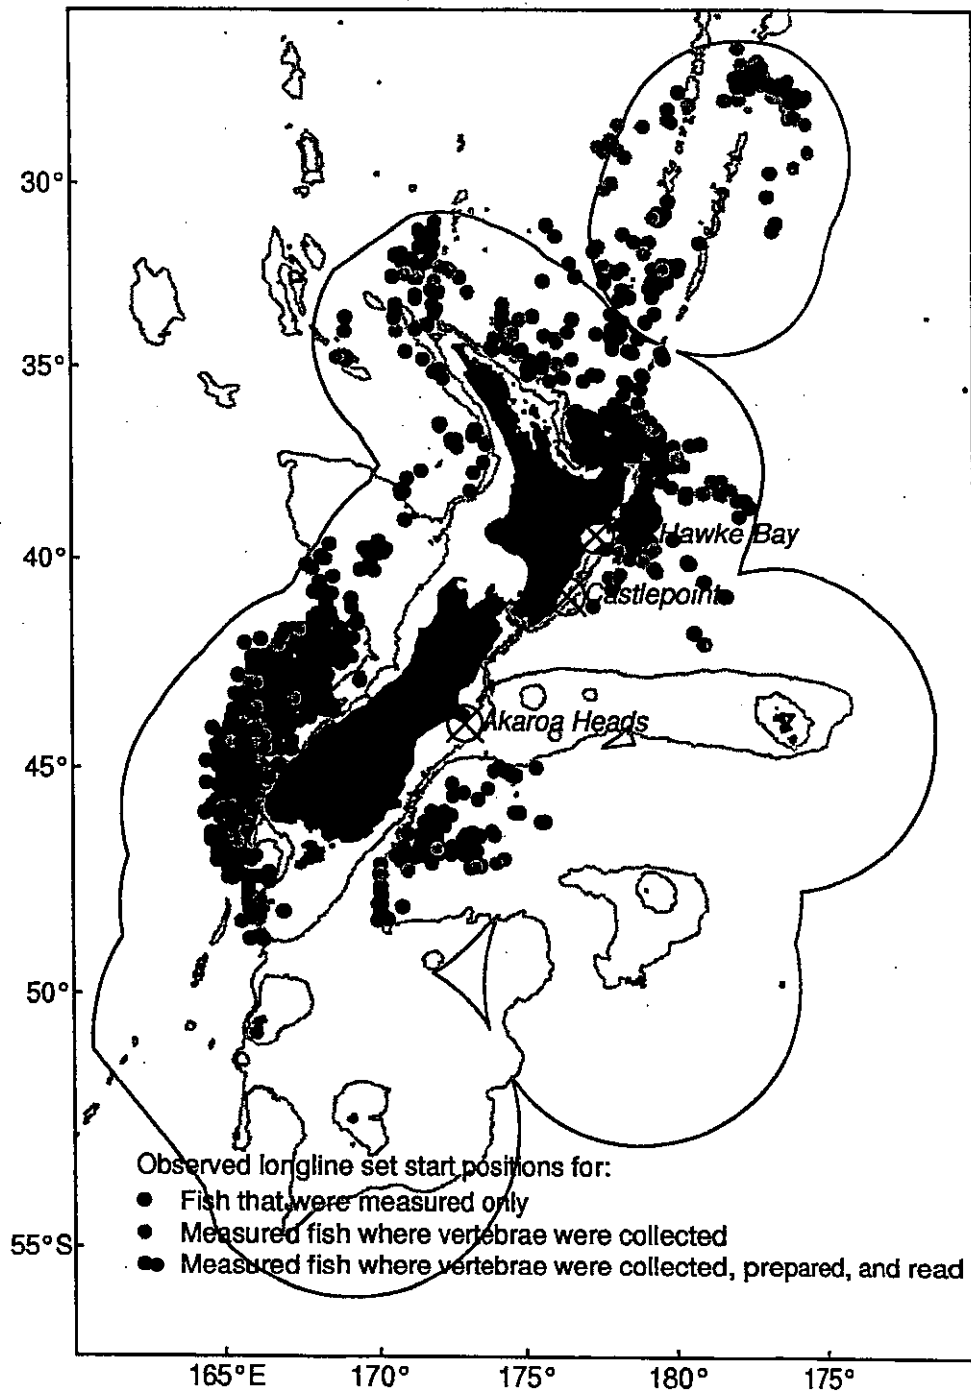 30°
35°
Hawke Bay
40°
Castlepoint
Akaroa Heads
45°
50°
Observed longline set start positions for:
Fish that were measured only
Measured fish where vertebrae were collected
55°S
Measured fish where vertebrae were collected, prepared, and read
165°E 170° 175° 180° 175°